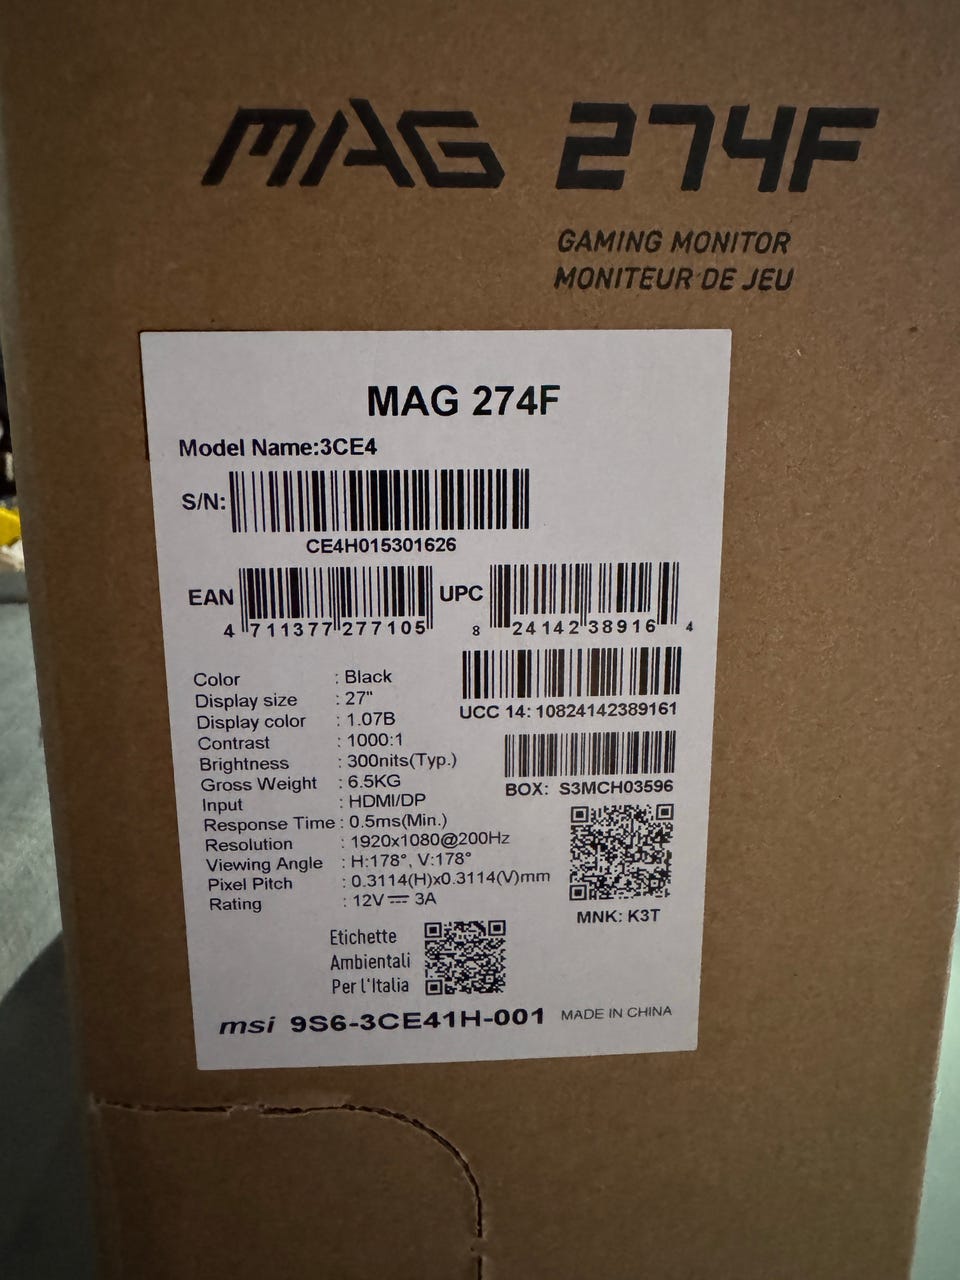 MAG 274F
GAMING MONITOR
MONITEUR DE JEU
MAG 274F
Model Name:3CE4
S/N:
CE4H015301626
EAN
4 711377 277105
UPC
8 24142 38916 4
UCC 14: 10824142389161
BOX: S3MCH03596
MNK: K3T
Color : Black
Display size : 27"
Display color : 1.07B
Contrast : 1000:1
Brightness : 300nits(Typ.)
Gross Weight : 6.5KG
Input : HDMI/DP
Response Time : 0.5ms(Min.)
Resolution : 1920x1080@200Hz
Viewing Angle : H:178°, V:178°
Pixel Pitch : 0.3114(H)x0.3114(V)mm
Rating : 12V⎓ 3A
Etichette
Ambientali
Per l'Italia
msi 9S6-3CE41H-001 MADE IN CHINA